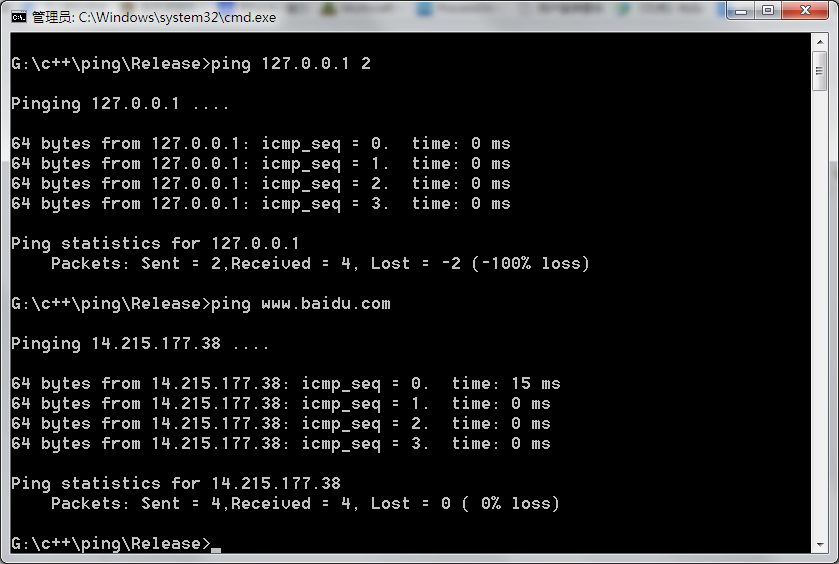 管理员: C:\Windows\system32\cmd.exe
G:\c++\ping\Release>ping 127.0.0.1 2
Pinging 127.0.0.1 ....
64 bytes from 127.0.0.1: icmp_seq = 0.  time: 0 ms
64 bytes from 127.0.0.1: icmp_seq = 1.  time: 0 ms
64 bytes from 127.0.0.1: icmp_seq = 2.  time: 0 ms
64 bytes from 127.0.0.1: icmp_seq = 3.  time: 0 ms
Ping statistics for 127.0.0.1
    Packets: Sent = 2,Received = 4, Lost = -2 (-100% loss)
G:\c++\ping\Release>ping www.baidu.com
Pinging 14.215.177.38 ....
64 bytes from 14.215.177.38: icmp_seq = 0.  time: 15 ms
64 bytes from 14.215.177.38: icmp_seq = 1.  time: 0 ms
64 bytes from 14.215.177.38: icmp_seq = 2.  time: 0 ms
64 bytes from 14.215.177.38: icmp_seq = 3.  time: 0 ms
Ping statistics for 14.215.177.38
    Packets: Sent = 4,Received = 4, Lost = 0 ( 0% loss)
G:\c++\ping\Release>_